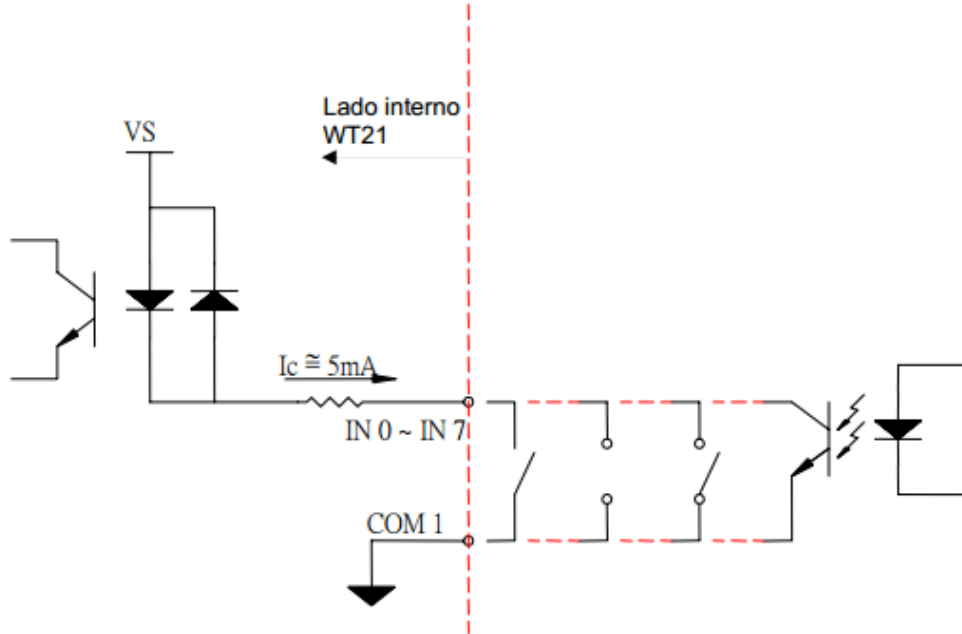 Lado interno
WT21
VS
Ic ≅ 5mA
IN 0 ~ IN 7
COM 1